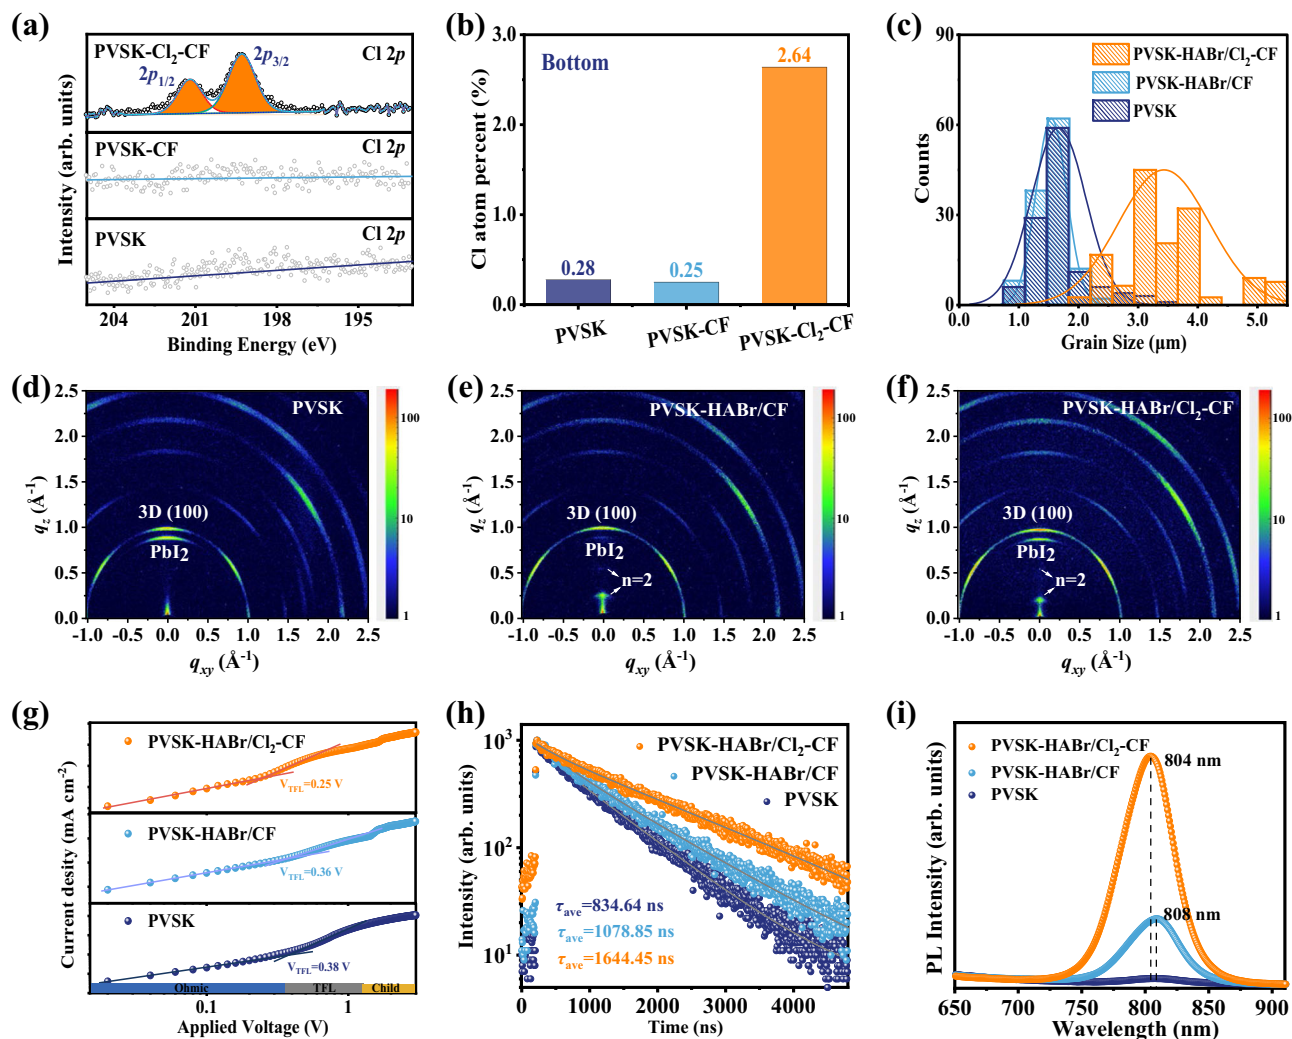 (a)
PVSK-Cl2-CF
Cl 2p
2p1/2
2p3/2
PVSK-CF
Cl 2p
PVSK
Cl 2p
Intensity (arb. units)
204 201 198 195
Binding Energy (eV)
(b)
Bottom
2.64
0.28
0.25
Cl atom percent (%)
3.0
2.0
1.0
0.0
PVSK
PVSK-CF
PVSK-Cl2-CF
(c)
PVSK-HABr/Cl2-CF
PVSK-HABr/CF
PVSK
Counts
90
60
30
0
0.0 1.0 2.0 3.0 4.0 5.0
Grain Size (μm)
(d)
PVSK
3D (100)
PbI2
qz (Å-1)
2.5
2.0
1.5
1.0
0.5
0.0
-1.0 -0.5 0.0 0.5 1.0 1.5 2.0 2.5
qxy (Å-1)
100
10
1
(e)
PVSK-HABr/CF
3D (100)
PbI2
n=2
qz (Å-1)
2.5
2.0
1.5
1.0
0.5
0.0
-1.0 -0.5 0.0 0.5 1.0 1.5 2.0 2.5
qxy (Å-1)
100
10
1
(f)
PVSK-HABr/Cl2-CF
3D (100)
PbI2
n=2
qz (Å-1)
2.5
2.0
1.5
1.0
0.5
0.0
-1.0 -0.5 0.0 0.5 1.0 1.5 2.0 2.5
qxy (Å-1)
100
10
1
(g)
PVSK-HABr/Cl2-CF
VTFL=0.25 V
PVSK-HABr/CF
VTFL=0.36 V
PVSK
VTFL=0.38 V
Ohmic TFL Child
Current desity (mA cm-2)
0.1 1
Applied Voltage (V)
(h)
PVSK-HABr/Cl2-CF
PVSK-HABr/CF
PVSK
τave=834.64 ns
τave=1078.85 ns
τave=1644.45 ns
Intensity (arb. units)
103
102
101
0 1000 2000 3000 4000
Time (ns)
(i)
PVSK-HABr/Cl2-CF
PVSK-HABr/CF
PVSK
804 nm
808 nm
PL Intensity (arb. units)
650 700 750 800 850 900
Wavelength (nm)